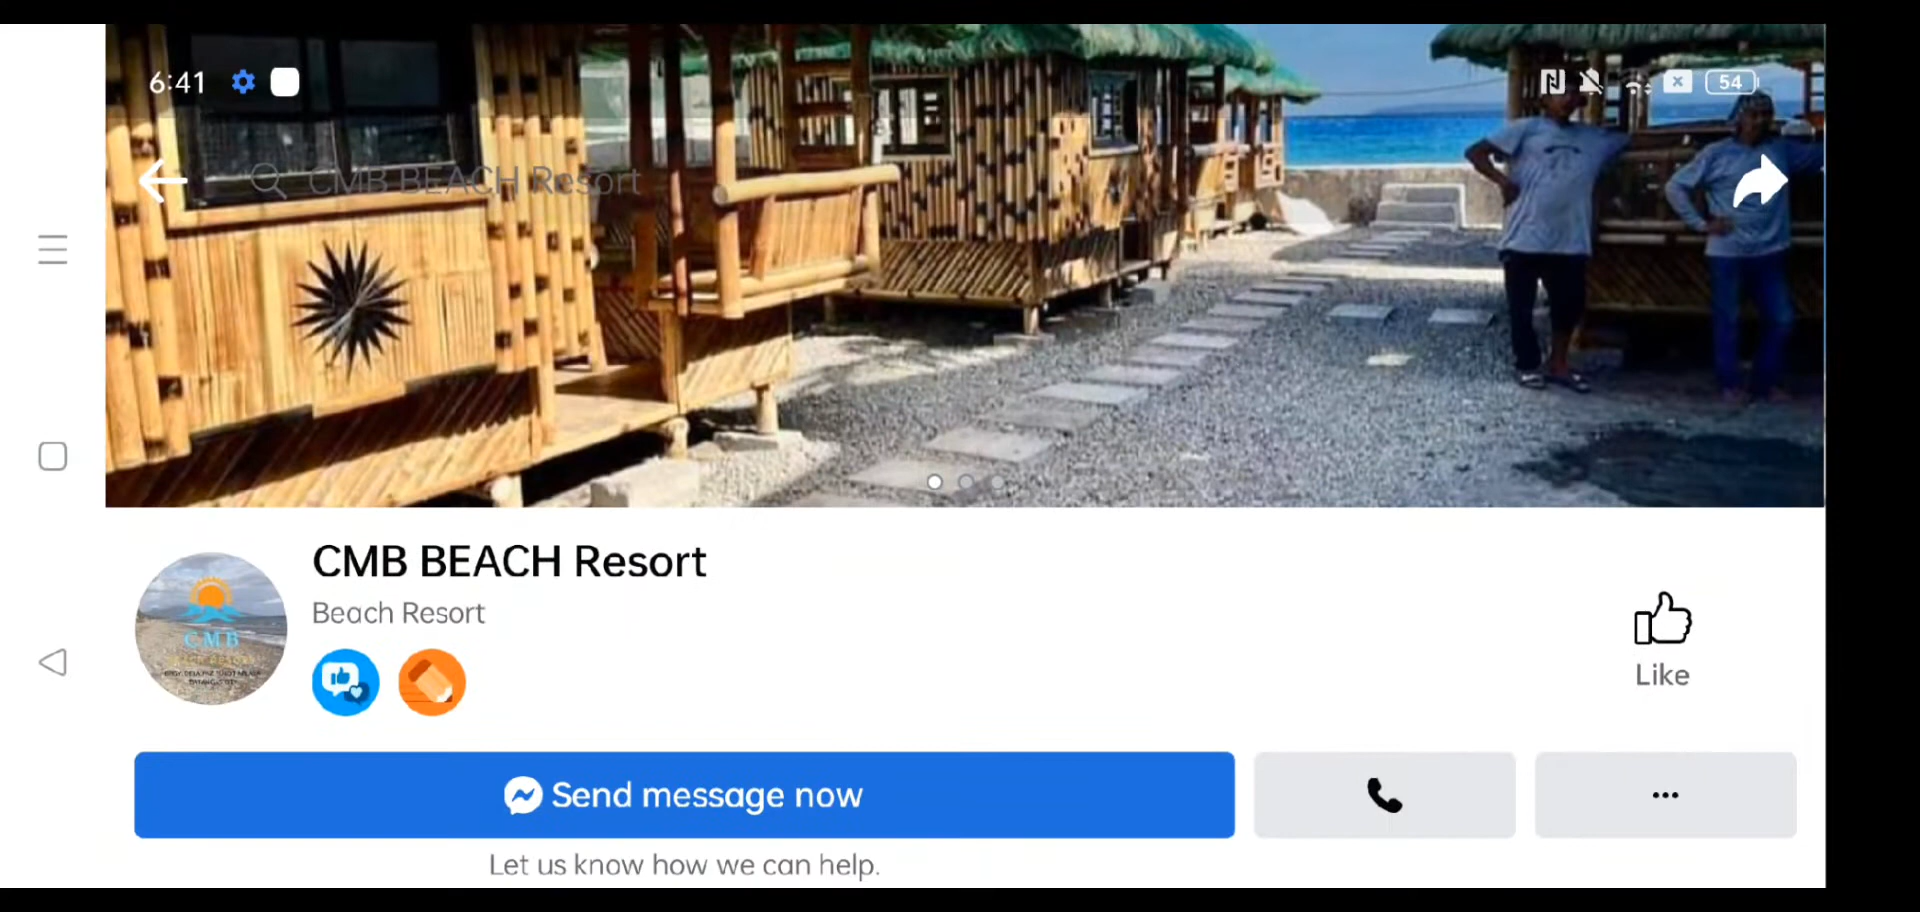 6:41
54
CMB BEACH Resort
CMB BEACH Resort
Beach Resort
CMB
Like
Send message now
Let us know how we can help.